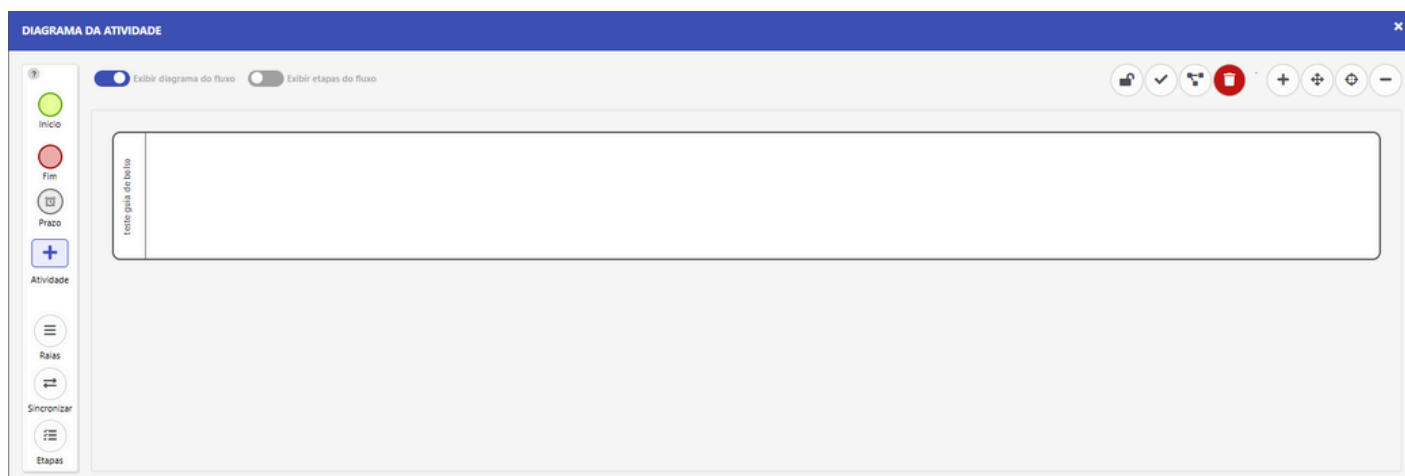 DIAGRAMA DA ATIVIDADE
Exibir diagrama do fluxo
Exibir etapas do fluxo
Início
Fim
Prazo
Atividade
Raias
Sincronizar
Etapas
teste guia de bolso